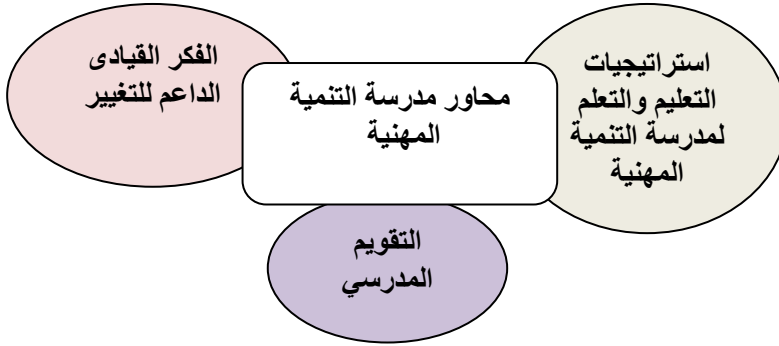 استراتيجيات
التعليم والتعلم
لمدرسة التنمية
المهنية
محاور مدرسة التنمية
المهنية
الفكر القيادى
الداعم للتغيير
التقويم
المدرسي